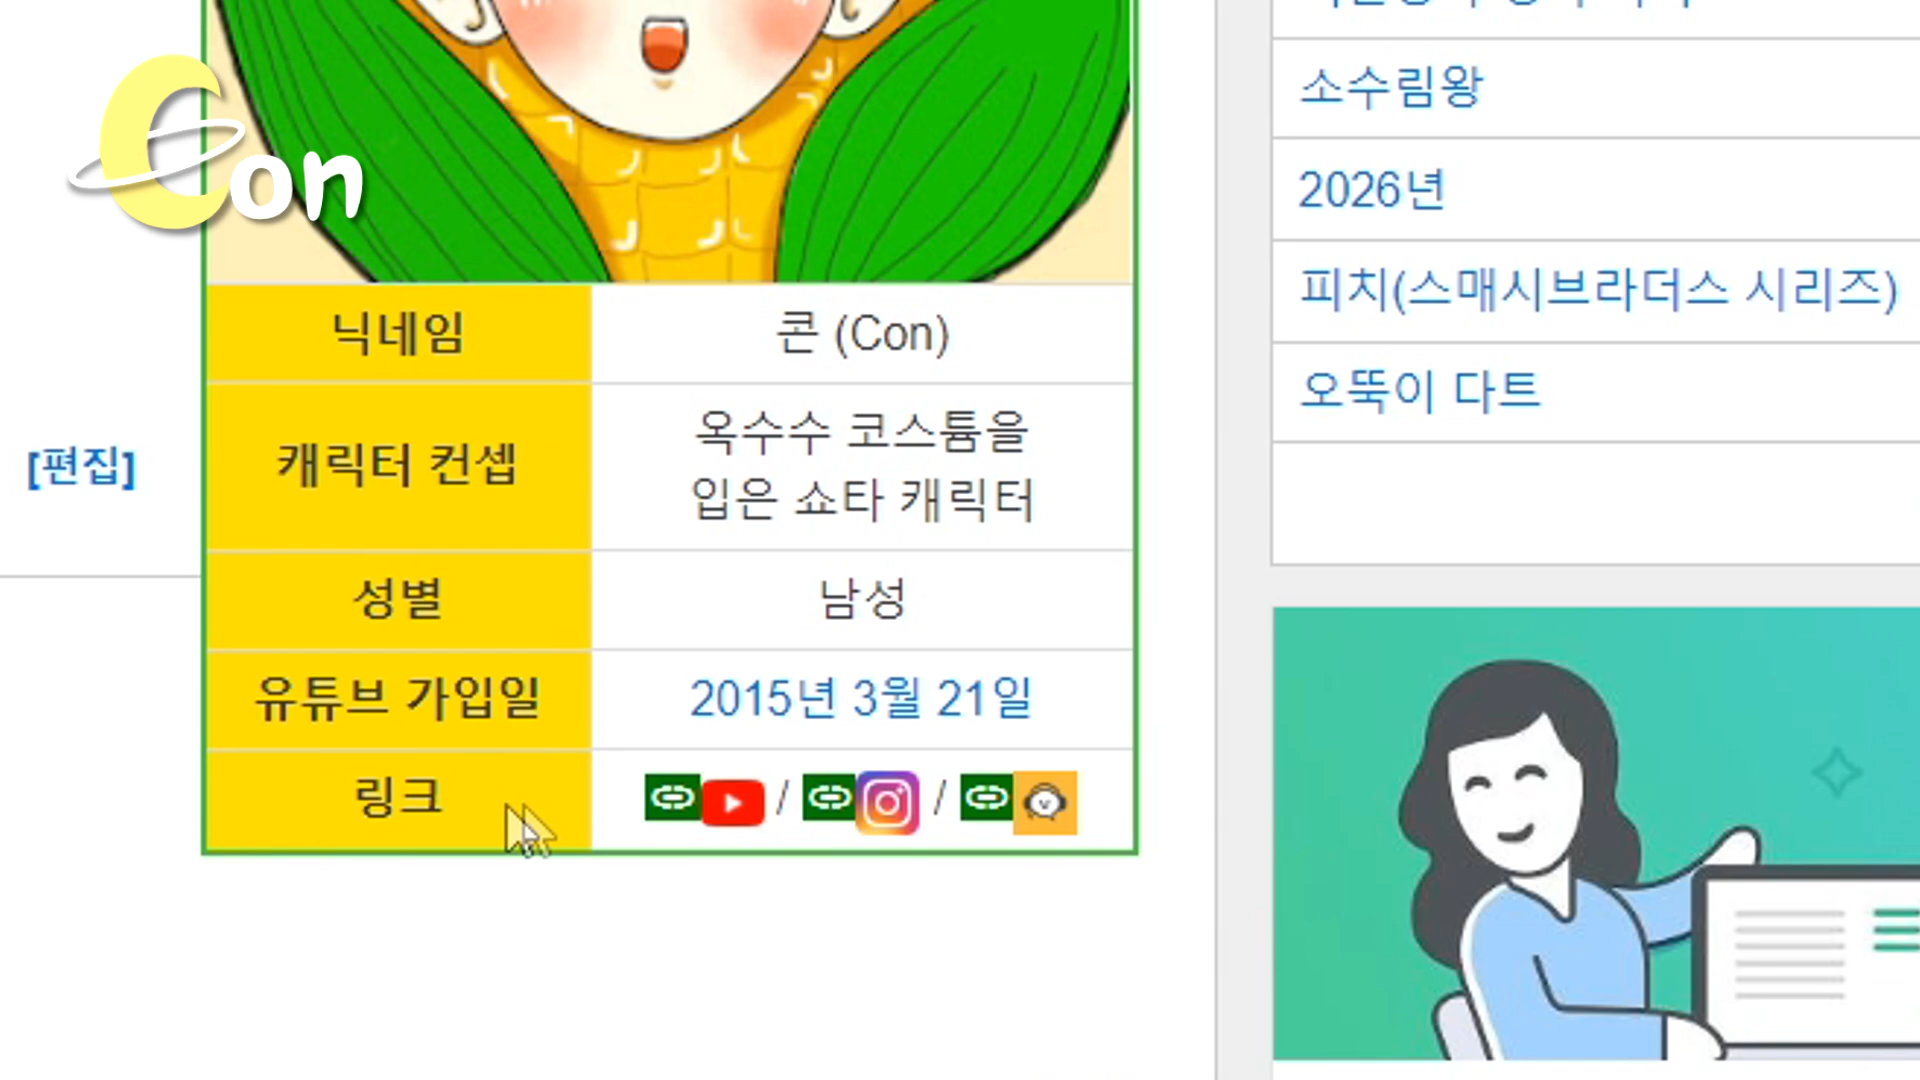 Con
[편집]
닉네임
콘 (Con)
캐릭터 컨셉
옥수수 코스튬을
입은 쇼타 캐릭터
성별
남성
유튜브 가입일
2015년 3월 21일
링크
/ /
소수림왕
2026년
피치(스매시브라더스 시리즈)
오뚝이 다트